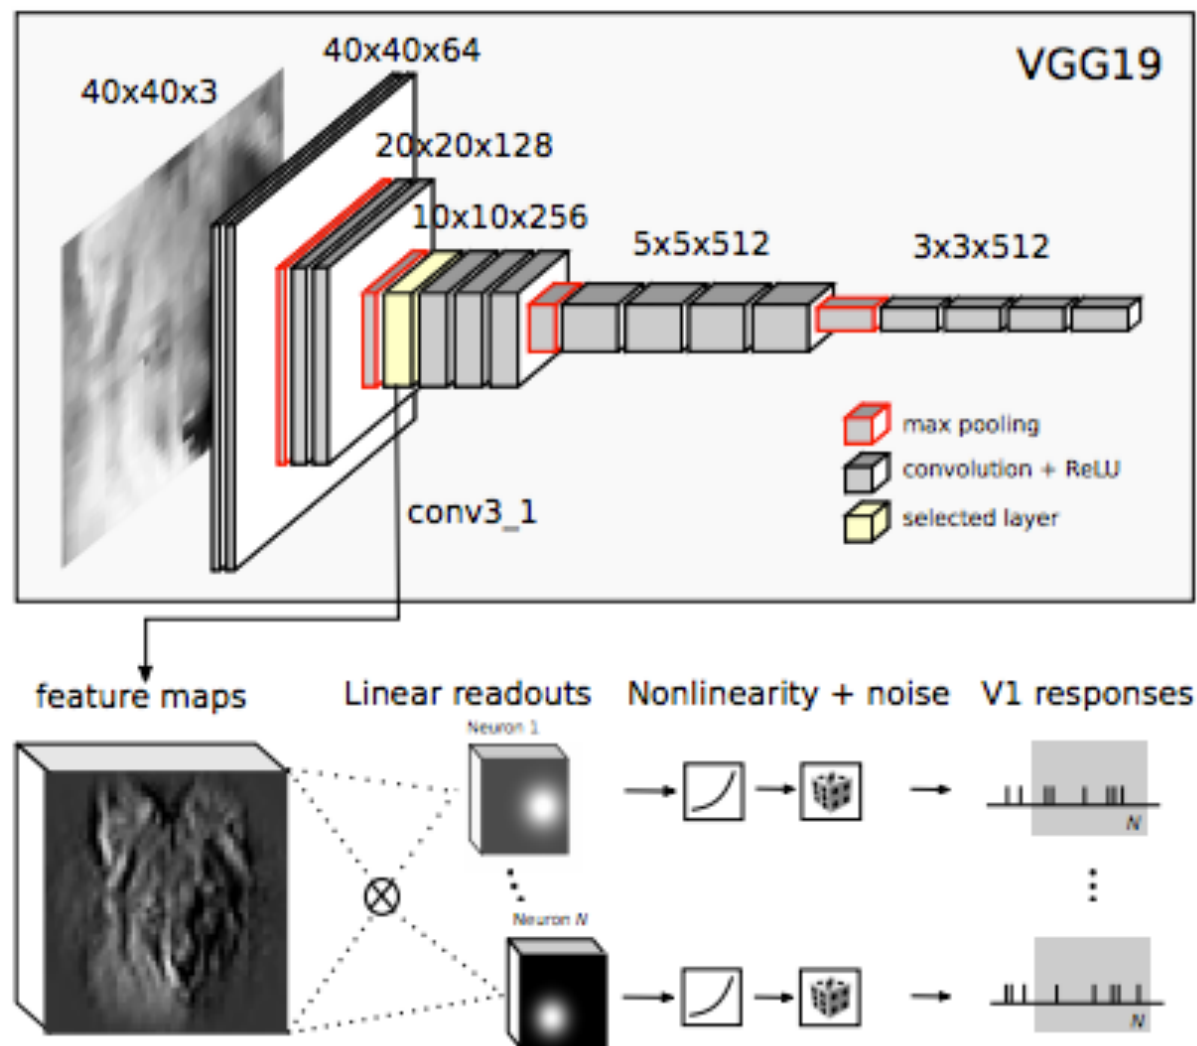 VGG19
40x40x3
40x40x64
20x20x128
10x10x256
5x5x512
3x3x512
max pooling
convolution + ReLU
selected layer
conv3_1
feature maps
Linear readouts
Nonlinearity + noise
V1 responses
Neuron 1
N
Neuron N
N